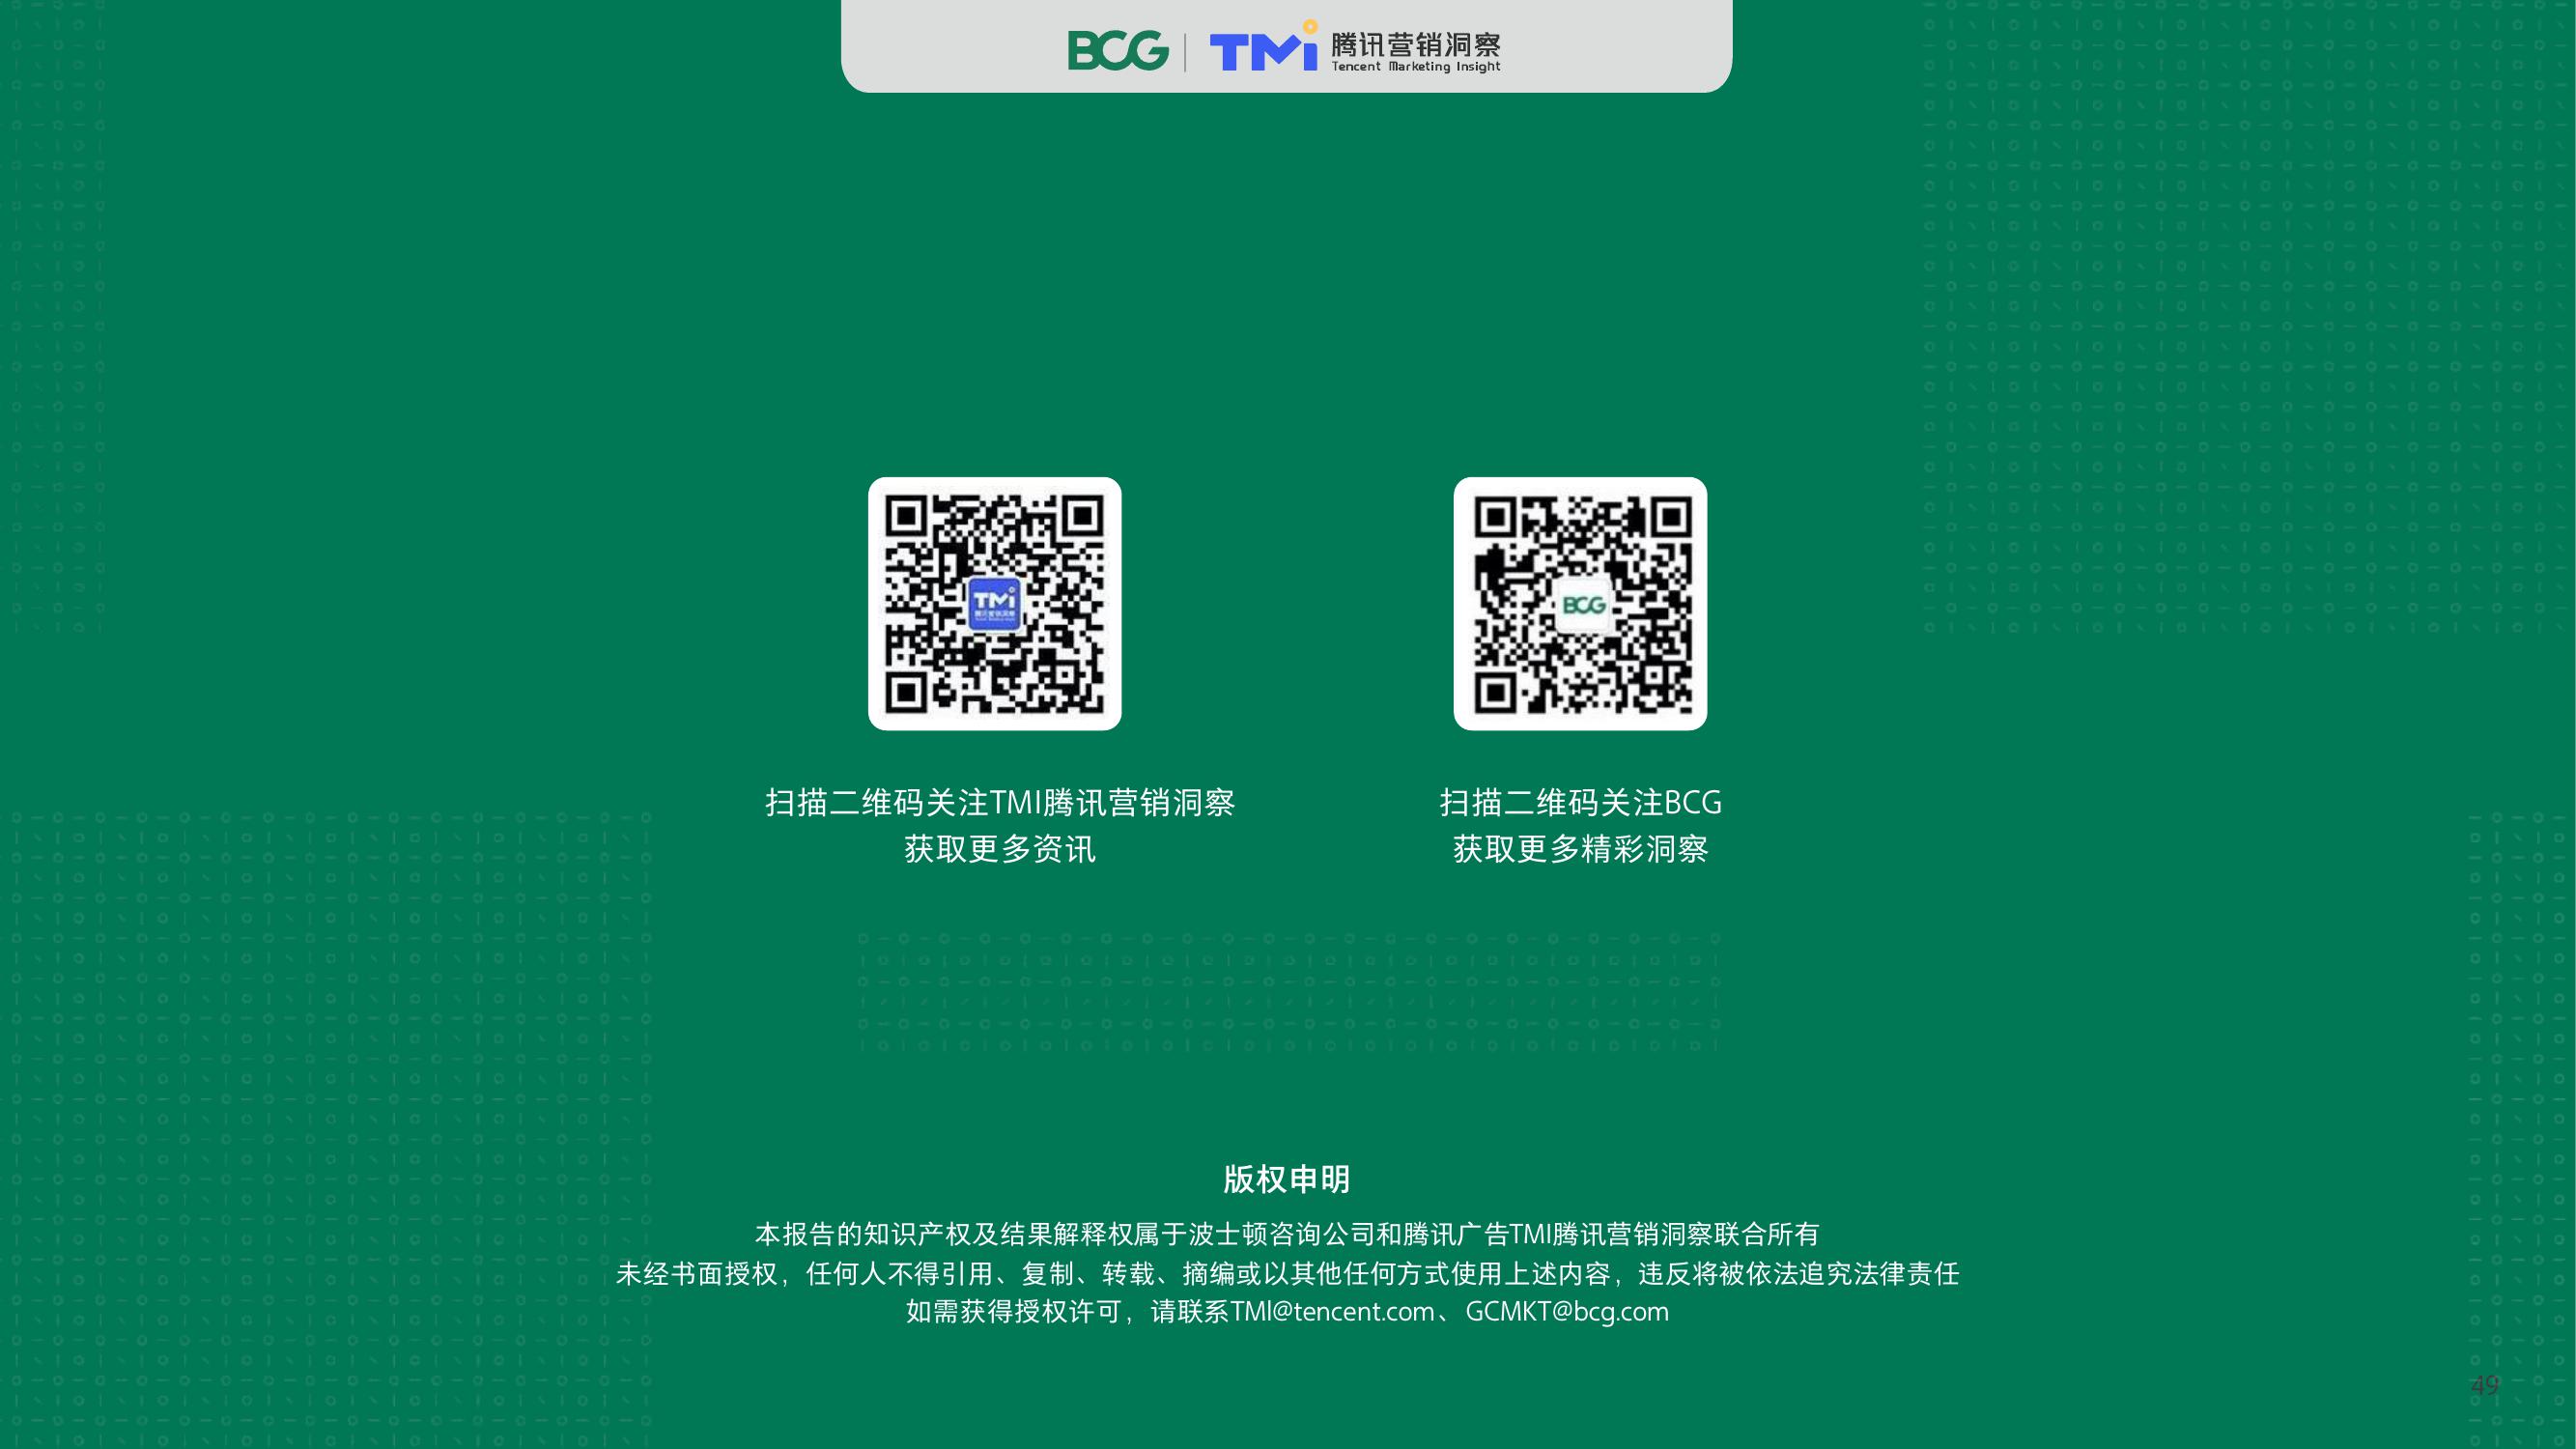 BCG TMi 腾讯营销洞察
Tencent Marketing Insight
TMi
BCG
扫描二维码关注TMI腾讯营销洞察
获取更多资讯
扫描二维码关注BCG
获取更多精彩洞察
版权申明
本报告的知识产权及结果解释权属于波士顿咨询公司和腾讯广告TMI腾讯营销洞察联合所有
未经书面授权，任何人不得引用、复制、转载、摘编或以其他任何方式使用上述内容，违反将被依法追究法律责任
如需获得授权许可，请联系TMI@tencent.com、GCMKT@bcg.com
49